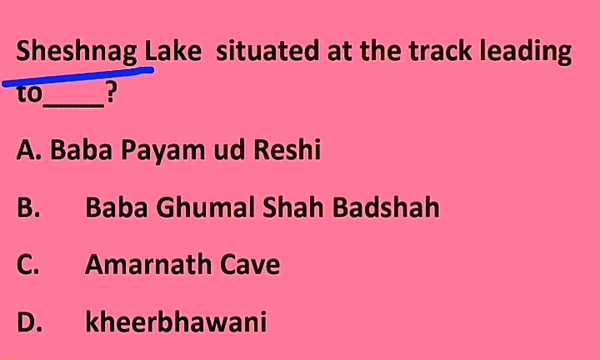 Sheshnag Lake situated at the track leading
to____?
A. Baba Payam ud Reshi
B. Baba Ghumal Shah Badshah
C. Amarnath Cave
D. kheerbhawani